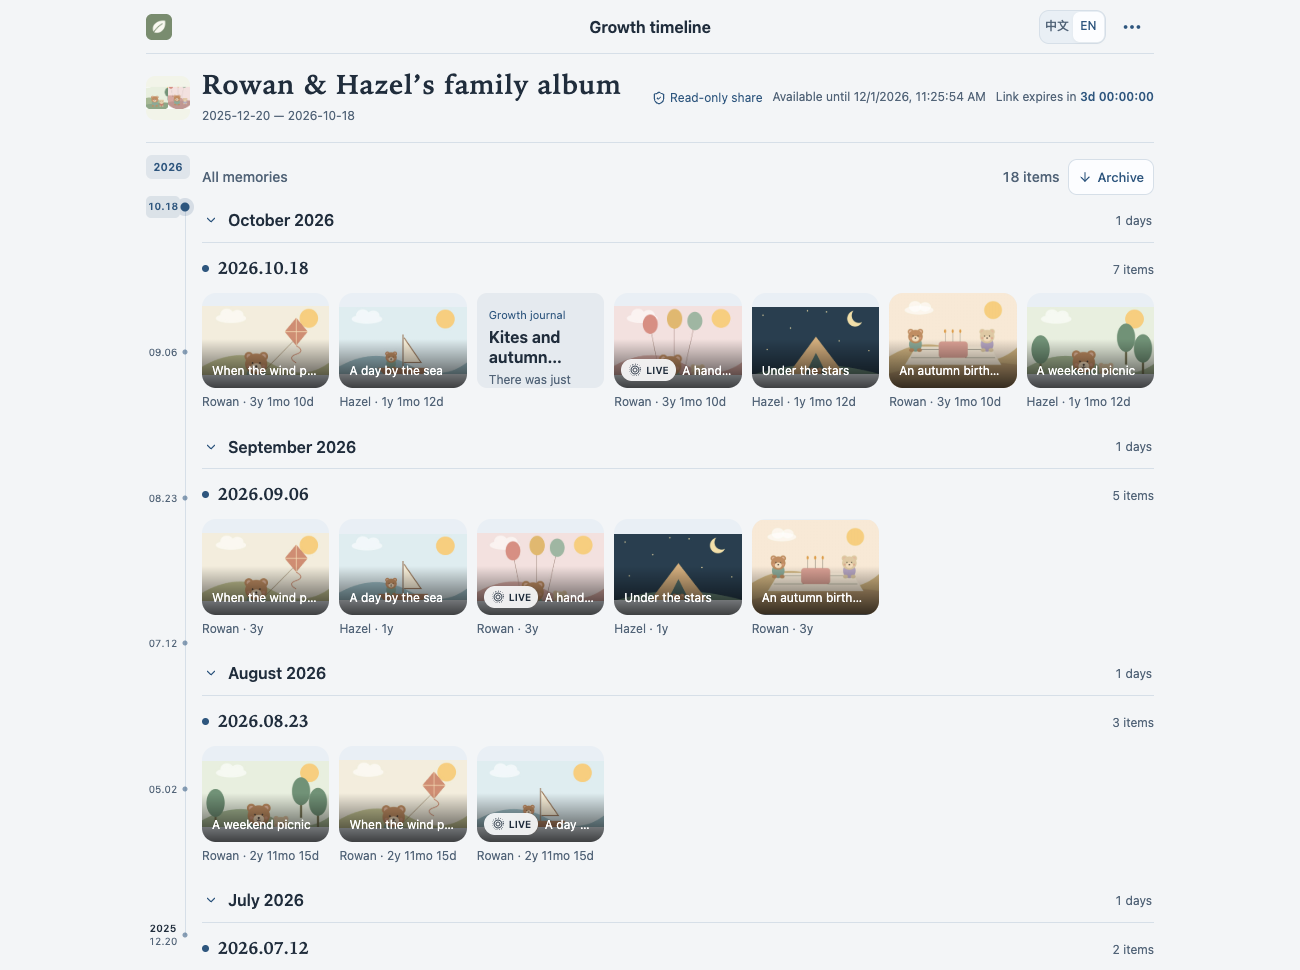 Growth timeline
中文 EN
Rowan & Hazel’s family album
2025-12-20 — 2026-10-18
Read-only share Available until 12/1/2026, 11:25:54 AM Link expires in 3d 00:00:00
2026
All memories
18 items
Archive
10.18
October 2026
1 days
2026.10.18
7 items
When the wind p...
A day by the sea
Growth journal
Kites and
autumn...
There was just
LIVE A hand...
Under the stars
An autumn birth...
A weekend picnic
Rowan · 3y 1mo 10d
Hazel · 1y 1mo 12d
Rowan · 3y 1mo 10d
Hazel · 1y 1mo 12d
Rowan · 3y 1mo 10d
Hazel · 1y 1mo 12d
09.06
September 2026
1 days
08.23
2026.09.06
5 items
When the wind p...
A day by the sea
LIVE A hand...
Under the stars
An autumn birth...
Rowan · 3y
Hazel · 1y
Rowan · 3y
Hazel · 1y
Rowan · 3y
07.12
August 2026
1 days
2026.08.23
3 items
05.02
A weekend picnic
When the wind p...
LIVE A day ...
Rowan · 2y 11mo 15d
Rowan · 2y 11mo 15d
Rowan · 2y 11mo 15d
July 2026
1 days
2025
12.20
2026.07.12
2 items